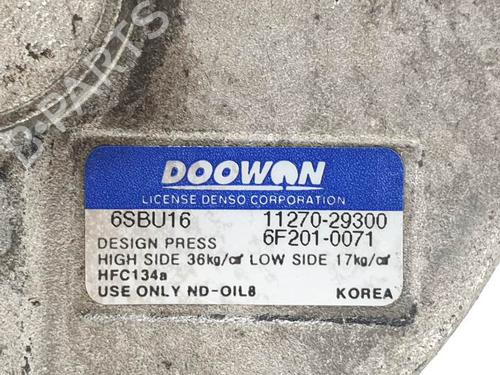 B-PARTS
DOOWON
LICENSE DENSO CORPORATION
6SBU16 11270-29300
DESIGN PRESS 6F201-0071
HIGH SIDE 36kg/c㎡ LOW SIDE 17kg/c㎡
HFC134a
USE ONLY ND-OIL8 KOREA